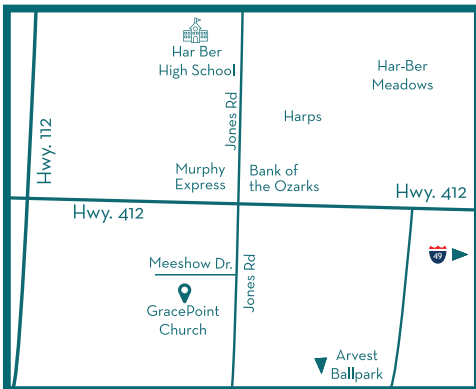 Har Ber
High School
Har-Ber
Meadows
Jones Rd
Harps
Hwy. 112
Murphy
Express
Bank of
the Ozarks
Hwy. 412
Hwy. 412
49
Meeshow Dr.
Jones Rd
GracePoint
Church
Arvest
Ballpark